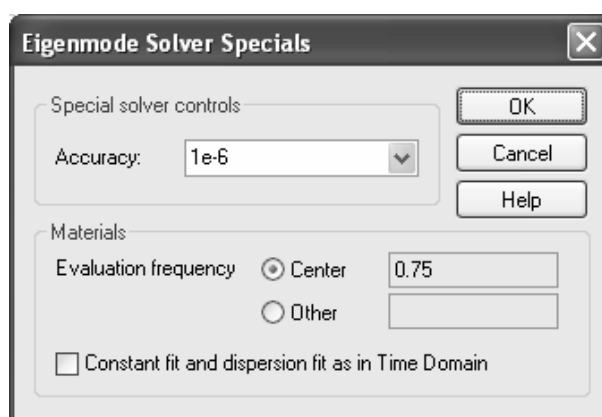 Eigenmode Solver Specials
Special solver controls
Accuracy: 1e-6
OK
Cancel
Help
Materials
Evaluation frequency Center 0.75
Other
Constant fit and dispersion fit as in Time Domain